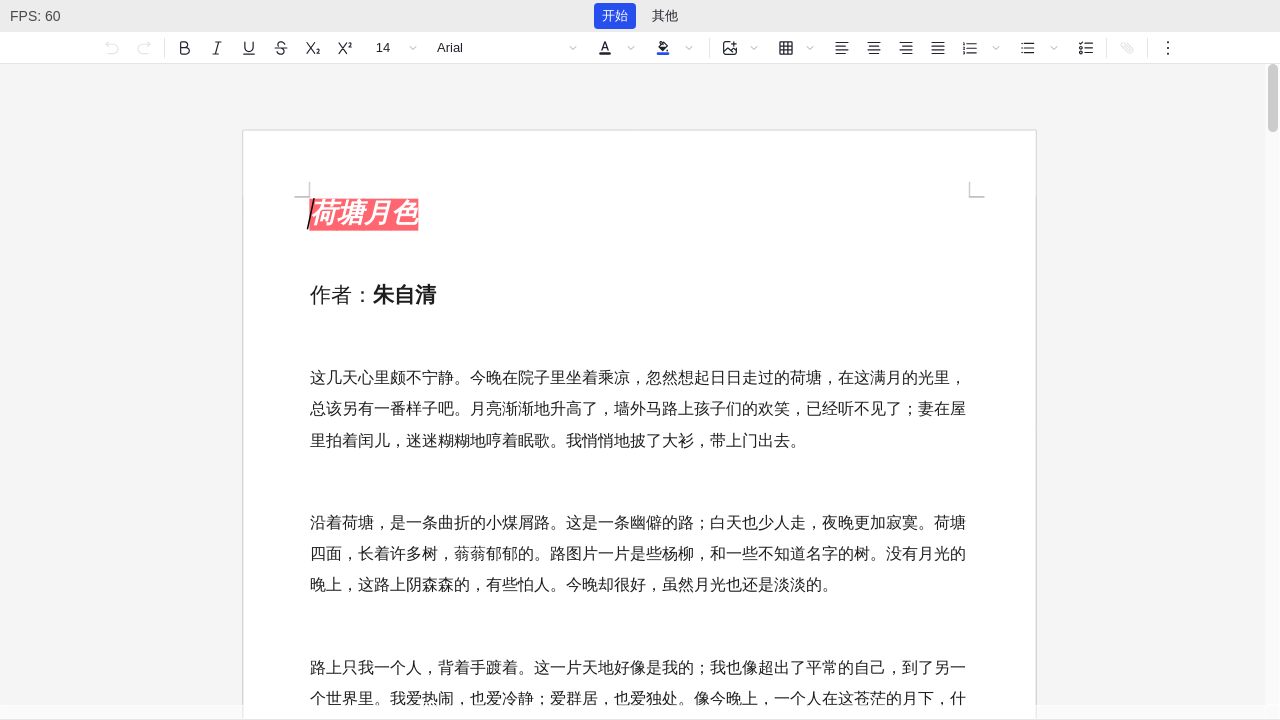 FPS: 60
开始
其他
14
Arial
荷塘月色
作者：朱自清
这几天心里颇不宁静。今晚在院子里坐着乘凉，忽然想起日日走过的荷塘，在这满月的光里，
总该另有一番样子吧。月亮渐渐地升高了，墙外马路上孩子们的欢笑，已经听不见了；妻在屋
里拍着闰儿，迷迷糊糊地哼着眠歌。我悄悄地披了大衫，带上门出去。
沿着荷塘，是一条曲折的小煤屑路。这是一条幽僻的路；白天也少人走，夜晚更加寂寞。荷塘
四面，长着许多树，蓊蓊郁郁的。路图片一片是些杨柳，和一些不知道名字的树。没有月光的
晚上，这路上阴森森的，有些怕人。今晚却很好，虽然月光也还是淡淡的。
路上只我一个人，背着手踱着。这一片天地好像是我的；我也像超出了平常的自己，到了另一
个世界里。我爱热闹，也爱冷静；爱群居，也爱独处。像今晚上，一个人在这苍茫的月下，什